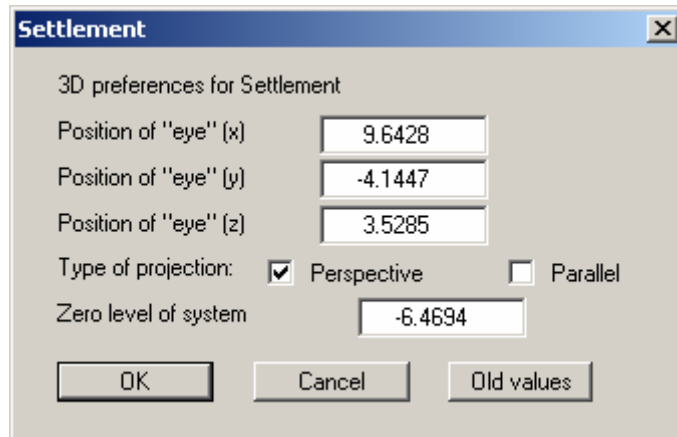 Settlement
3D preferences for Settlement
Position of "eye" (x) 9.6428
Position of "eye" (y) -4.1447
Position of "eye" (z) 3.5285
Type of projection: Perspective Parallel
Zero level of system -6.4694
OK Cancel Old values